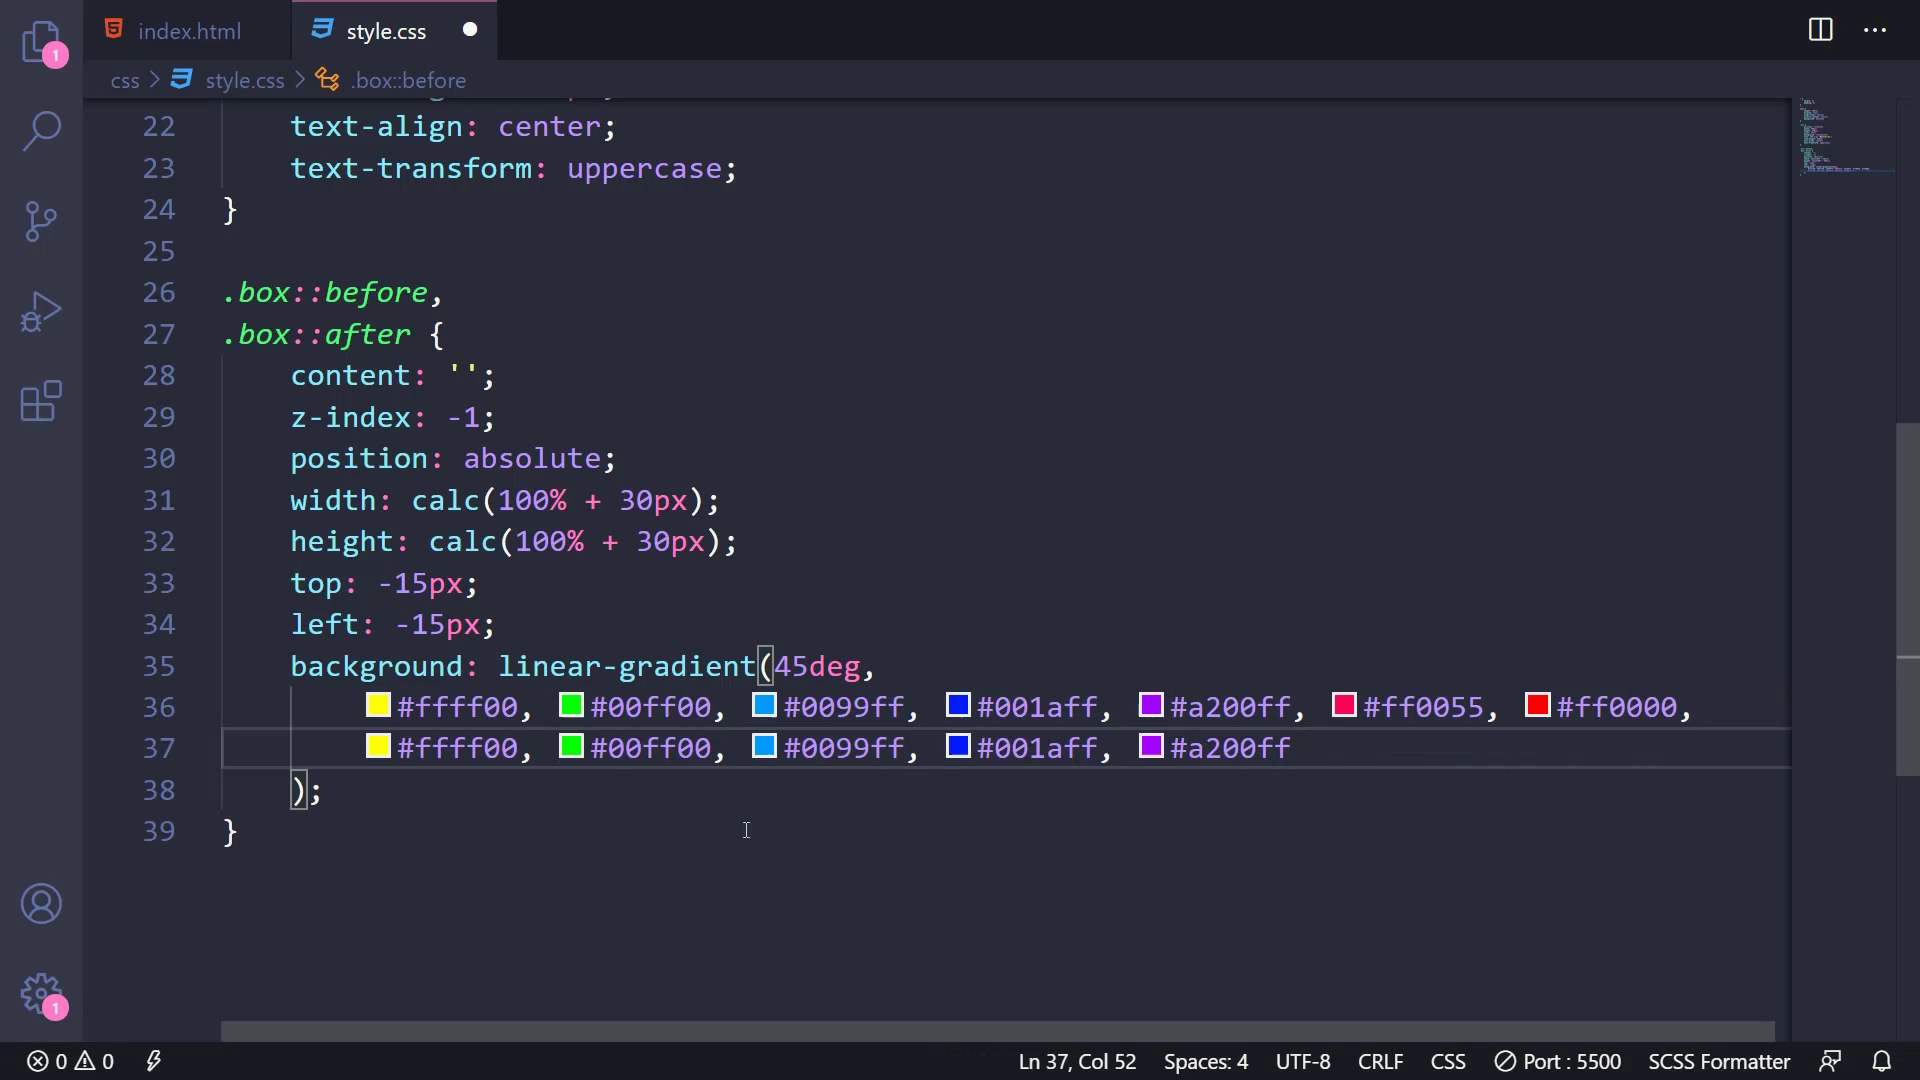 index.html
style.css
css > style.css > .box::before
22 text-align: center;
23 text-transform: uppercase;
24 }
25
26 .box::before,
27 .box::after {
28 content: '';
29 z-index: -1;
30 position: absolute;
31 width: calc(100% + 30px);
32 height: calc(100% + 30px);
33 top: -15px;
34 left: -15px;
35 background: linear-gradient(45deg,
36 #ffff00, #00ff00, #0099ff, #001aff, #a200ff, #ff0055, #ff0000,
37 #ffff00, #00ff00, #0099ff, #001aff, #a200ff
38 );
39 }
1
1
0 0 Ln 37, Col 52 Spaces: 4 UTF-8 CRLF CSS Port : 5500 SCSS Formatter